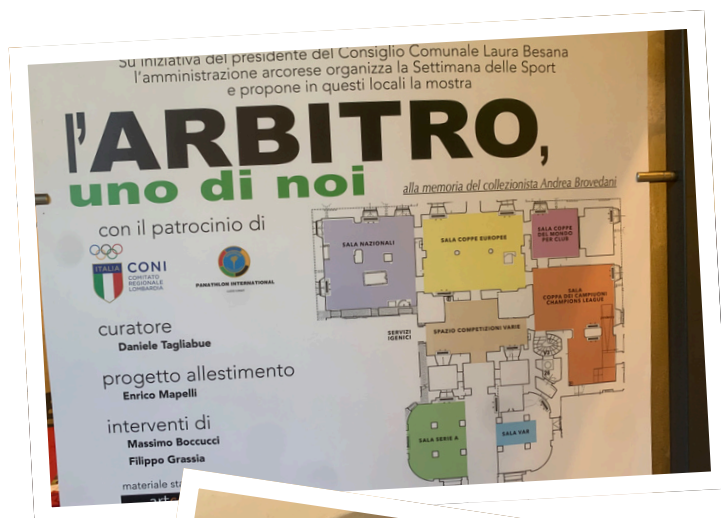 Su iniziativa del presidente del Consiglio Comunale Laura Besana
l'amministrazione arcorese organizza la Settimana delle Sport
e propone in questi locali la mostra
l'ARBITRO,
uno di noi
alla memoria del collezionista Andrea Brovedani
con il patrocinio di
ITALIA
CONI
COMITATO
REGIONALE
LOMBARDIA
PANATHLON INTERNATIONAL
curatore
Daniele Tagliabue
progetto allestimento
Enrico Mapelli
interventi di
Massimo Boccucci
Filippo Grassia
materiale
SALA NAZIONALI
SALA COPPE EUROPEE
SALA COPPE
DEL MONDO
PER CLUB
SALA
COPPA DEI CAMPIONI
CHAMPIONS LEAGUE
SERVIZI
IGENICI
SPAZIO COMPETIZIONI VARIE
SALA SERIE A
SALA VAR